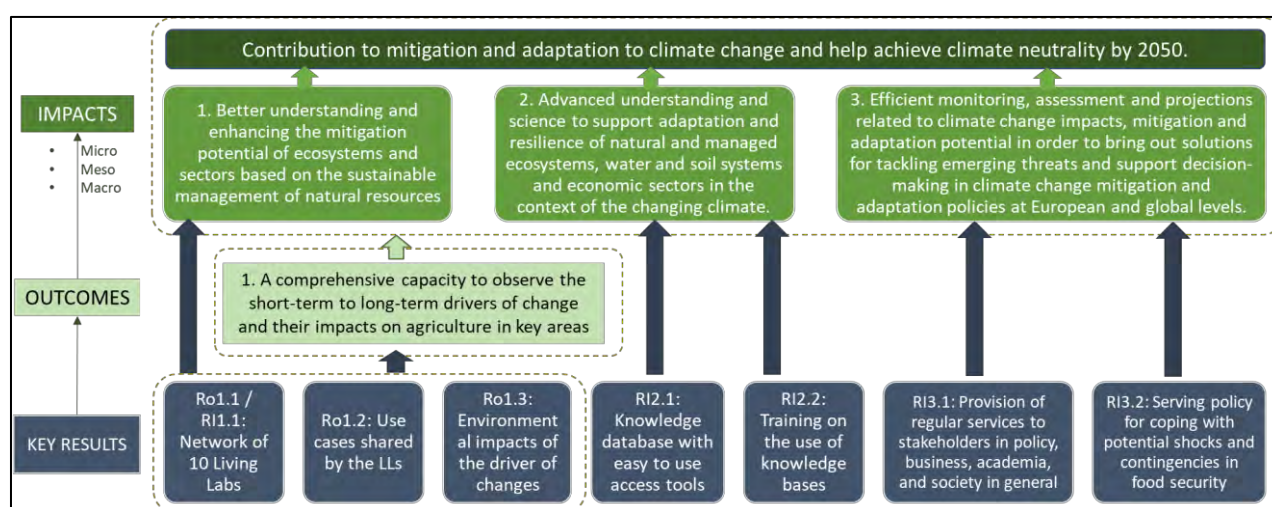 Contribution to mitigation and adaptation to climate change and help achieve climate neutrality by 2050.
IMPACTS
• Micro
• Meso
• Macro
1. Better understanding and
enhancing the mitigation
potential of ecosystems and
sectors based on the sustainable
management of natural resources
2. Advanced understanding and
science to support adaptation and
resilience of natural and managed
ecosystems, water and soil systems
and economic sectors in the
context of the changing climate.
3. Efficient monitoring, assessment and projections
related to climate change impacts, mitigation and
adaptation potential in order to bring out solutions
for tackling emerging threats and support decision-
making in climate change mitigation and
adaptation policies at European and global levels.
OUTCOMES
1. A comprehensive capacity to observe the
short-term to long-term drivers of change
and their impacts on agriculture in key areas
KEY RESULTS
Ro1.1 /
RI1.1:
Network of
10 Living
Labs
Ro1.2: Use
cases shared
by the LLs
Ro1.3:
Environment
al impacts of
the driver of
changes
RI2.1:
Knowledge
database with
easy to use
access tools
RI2.2:
Training on
the use of
knowledge
bases
RI3.1: Provision of
regular services to
stakeholders in policy,
business, academia,
and society in general
RI3.2: Serving policy
for coping with
potential shocks and
contingencies in
food security